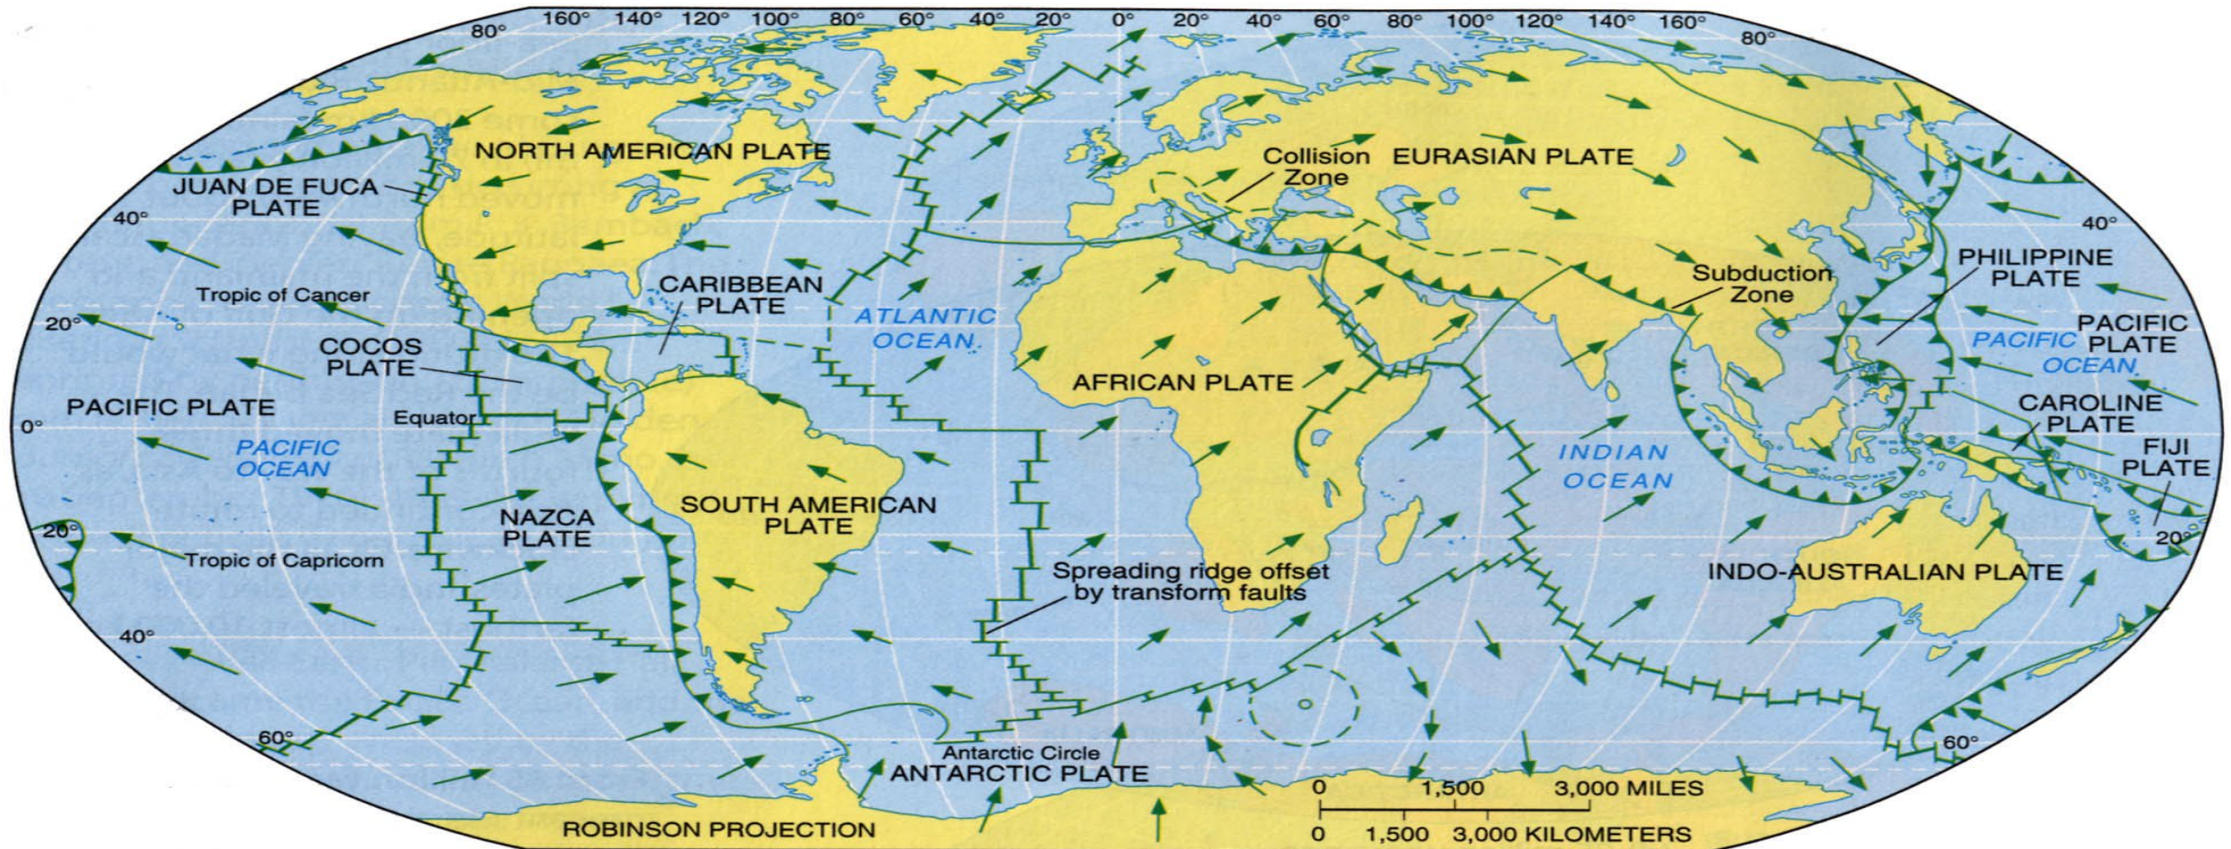 160° 140° 120° 100° 80° 60° 40° 20° 0° 20° 40° 60° 80° 100° 120° 140° 160°
80° 80°
NORTH AMERICAN PLATE
Collision
Zone
EURASIAN PLATE
JUAN DE FUCA
PLATE
40° 40°
PHILIPPINE
PLATE
Subduction
Zone
CARIBBEAN
PLATE
Tropic of Cancer
ATLANTIC
OCEAN
20°
PACIFIC
PLATE
PACIFIC
OCEAN
COCOS
PLATE
AFRICAN PLATE
PACIFIC PLATE
Equator
CAROLINE
PLATE
0°
PACIFIC
OCEAN
INDIAN
OCEAN
FIJI
PLATE
SOUTH AMERICAN
PLATE
NAZCA
PLATE
20° 20°
Tropic of Capricorn
Spreading ridge offset
by transform faults
INDO-AUSTRALIAN PLATE
40°
60° 60°
Antarctic Circle
ANTARCTIC PLATE
0 1,500 3,000 MILES
0 1,500 3,000 KILOMETERS
ROBINSON PROJECTION